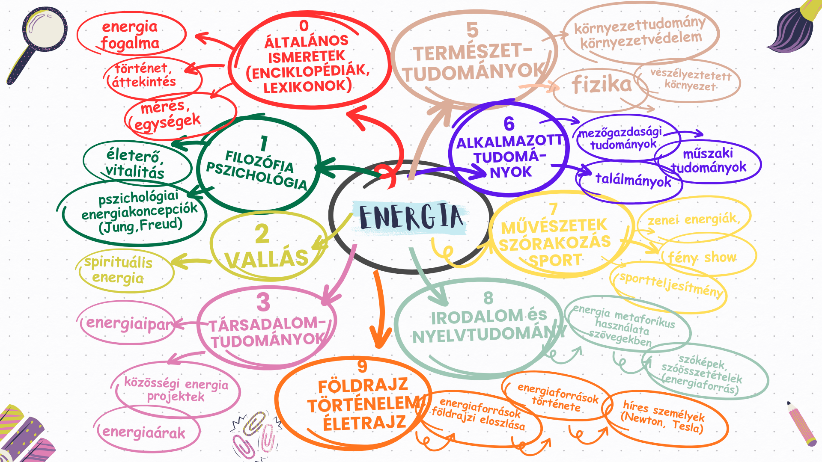 ENERGIA
0
ÁLTALÁNOS
ISMERETEK
(ENCIKLOPÉDIÁK,
LEXIKONOK)
energia
fogalma
történet,
(áttekintés
mérés,
(egységek
1
FILOZÓFIA
PSZICHOLÓGIA
életerő,
vitalitás
pszichológiai
energiakoncepciók
(Jung,Freud)
2
VALLÁS
spirituális
energia
3
TÁRSADALOM-
TUDOMÁNYOK
(energiaipar
közösségi energia
projektek
(energiaárak
5
TERMÉSZET-
TUDOMÁNYOK
környezettudomány
környezetvédelem
fizika
veszélyeztetett
környezet
6
ALKALMAZOTT
TUDOMÁ-
NYOK
mezőgazdasági
tudományok
műszaki
tudományok
találmányok
7
MŰVÉSZETEK
SZÓRAKOZÁS
SPORT
zenei energiák,
(fény show
(sportteljesítmény
8
IRODALOM és
NYELVTUDOMÁNY
energia metaforikus
használata
szövegekben
szóképek,
szóösszetételek
(energiaforrás)
9
FÖLDRAJZ
TÖRTÉNELEM
ÉLETRAJZ
energiaforrások
földrajzi eloszlása
energiaforrások
története
híres személyek
(Newton, Tesla)